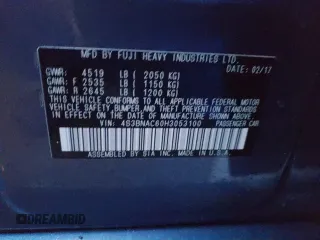 MFD BY FUJI HEAVY INDUSTRIES LTD.
GVWR: 4519 LB ( 2050 KG) DATE: 02/17
GAWR: F 2535 LB ( 1150 KG)
GAWR: R 2645 LB ( 1200 KG)
THIS VEHICLE CONFORMS TO ALL APPLICABLE FEDERAL MOTOR
VEHICLE SAFETY, BUMPER, AND THEFT PREVENTION STANDARDS
IN EFFECT ON THE DATE OF MANUFACTURE SHOWN ABOVE.
VIN: 4S3BNAC60H3053100 PASSENGER CAR
ASSEMBLED BY SIA INC. IN U.S.A.
DREAMBID